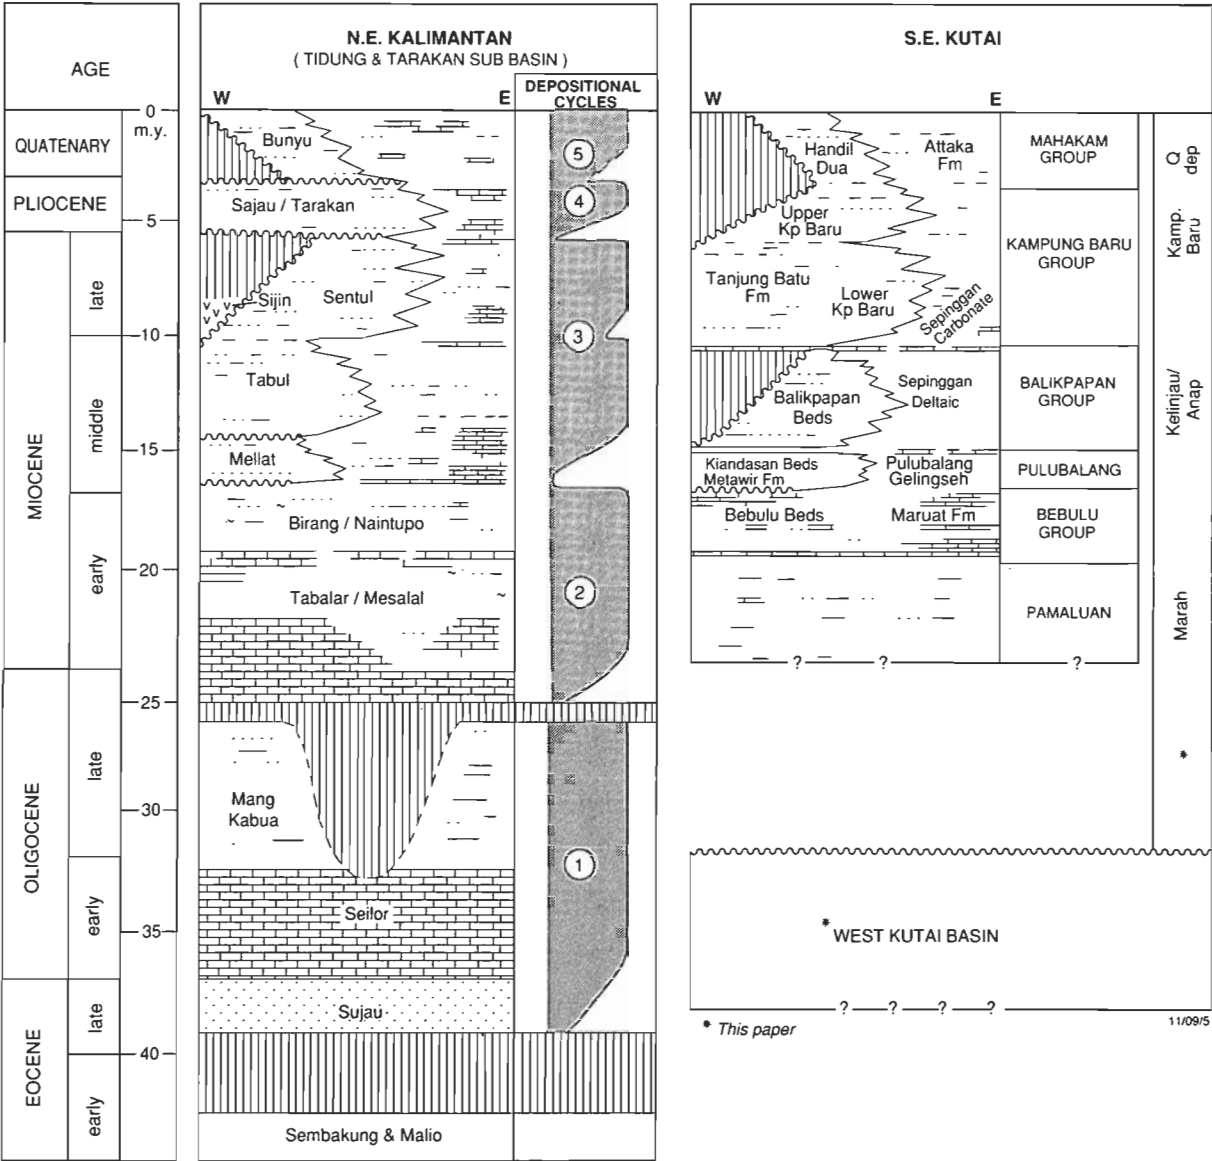 AGE
N.E. KALIMANTAN
( TIDUNG & TARAKAN SUB BASIN )
W
E
DEPOSITIONAL
CYCLES
S.E. KUTAI
W
E
0
m.y.
5
10
15
20
25
30
35
40
QUATENARY
PLIOCENE
MIOCENE
late
middle
early
OLIGOCENE
late
early
EOCENE
late
early
Bunyu
Sajau / Tarakan
Sijin
Sentul
v v v
v
Tabul
Mellat
Birang / Naintupo
Tabalar / Mesalal
Mang
Kabua
Seilor
Sujau
Sembakung & Malio
5
4
3
2
1
Handil
Dua
Attaka
Fm
Upper
Kp Baru
Tanjung Batu
Fm
Lower
Kp Baru
Sepinggan
Carbonate
Balikpapan
Beds
Sepinggan
Deltaic
Kiandasan Beds
Metawir Fm
Pulubalang
Gelingseh
Bebulu Beds
Maruat Fm
MAHAKAM
GROUP
KAMPUNG BARU
GROUP
BALIKPAPAN
GROUP
PULUBALANG
BEBULU
GROUP
PAMALUAN
? ? ?
Q
dep
Kamp.
Baru
Kelinjau/
Anap
Marah
*
* WEST KUTAI BASIN
? ? ? ?
* This paper
11/09/5